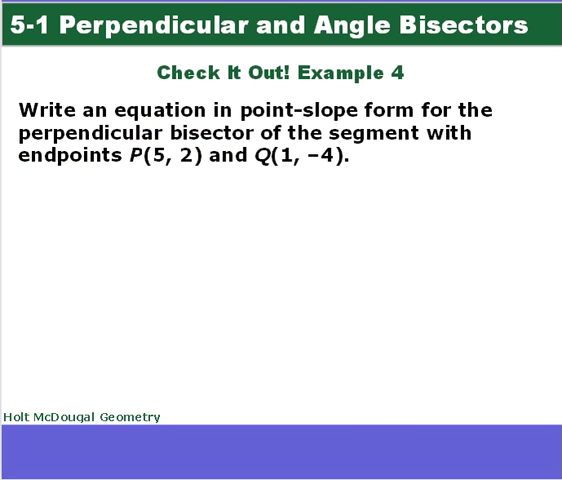 5-1 Perpendicular and Angle Bisectors
Check It Out! Example 4
Write an equation in point-slope form for the
perpendicular bisector of the segment with
endpoints P(5, 2) and Q(1, –4).
Holt McDougal Geometry